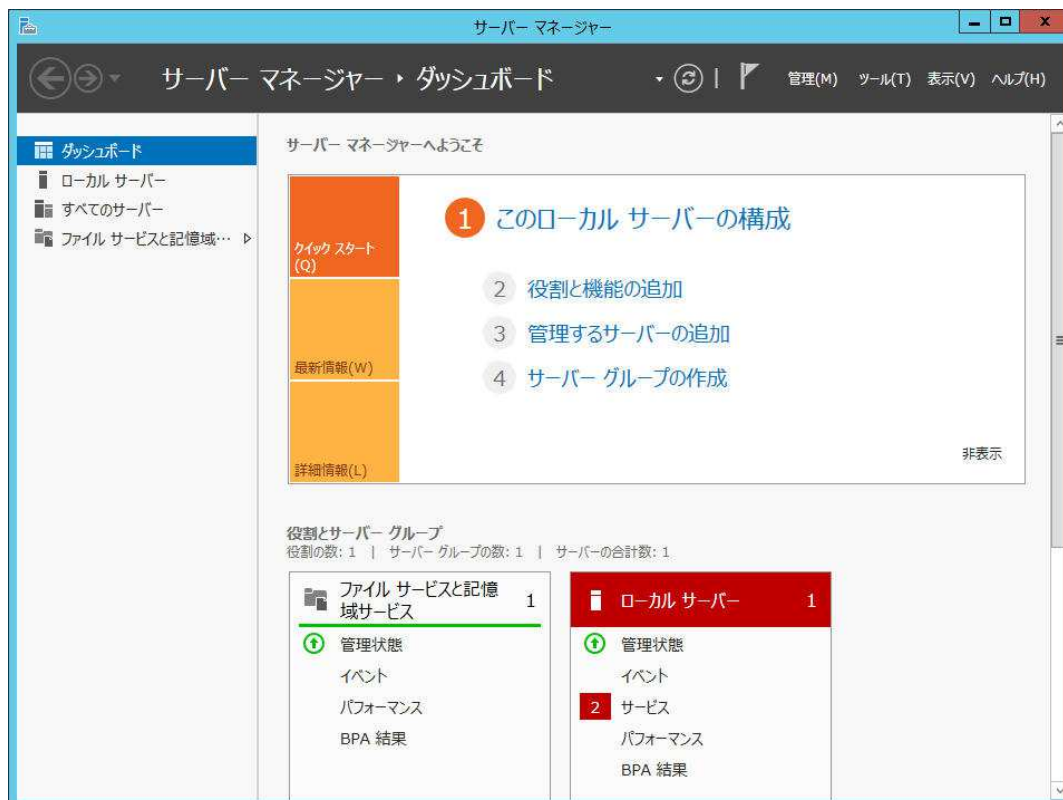 サーバー マネージャー
サーバー マネージャー ・ ダッシュボード
管理(M) ツール(T) 表示(V) ヘルプ(H)
ダッシュボード
ローカル サーバー
すべてのサーバー
ファイル サービスと記憶域…
サーバー マネージャーへようこそ
クイック スタート
(Q)
最新情報(W)
詳細情報(L)
1 このローカル サーバーの構成
2 役割と機能の追加
3 管理するサーバーの追加
4 サーバー グループの作成
非表示
役割とサーバー グループ
役割の数: 1 | サーバー グループの数: 1 | サーバーの合計数: 1
ファイル サービスと記憶
域サービス 1
管理状態
イベント
パフォーマンス
BPA 結果
ローカル サーバー 1
管理状態
イベント
2 サービス
パフォーマンス
BPA 結果